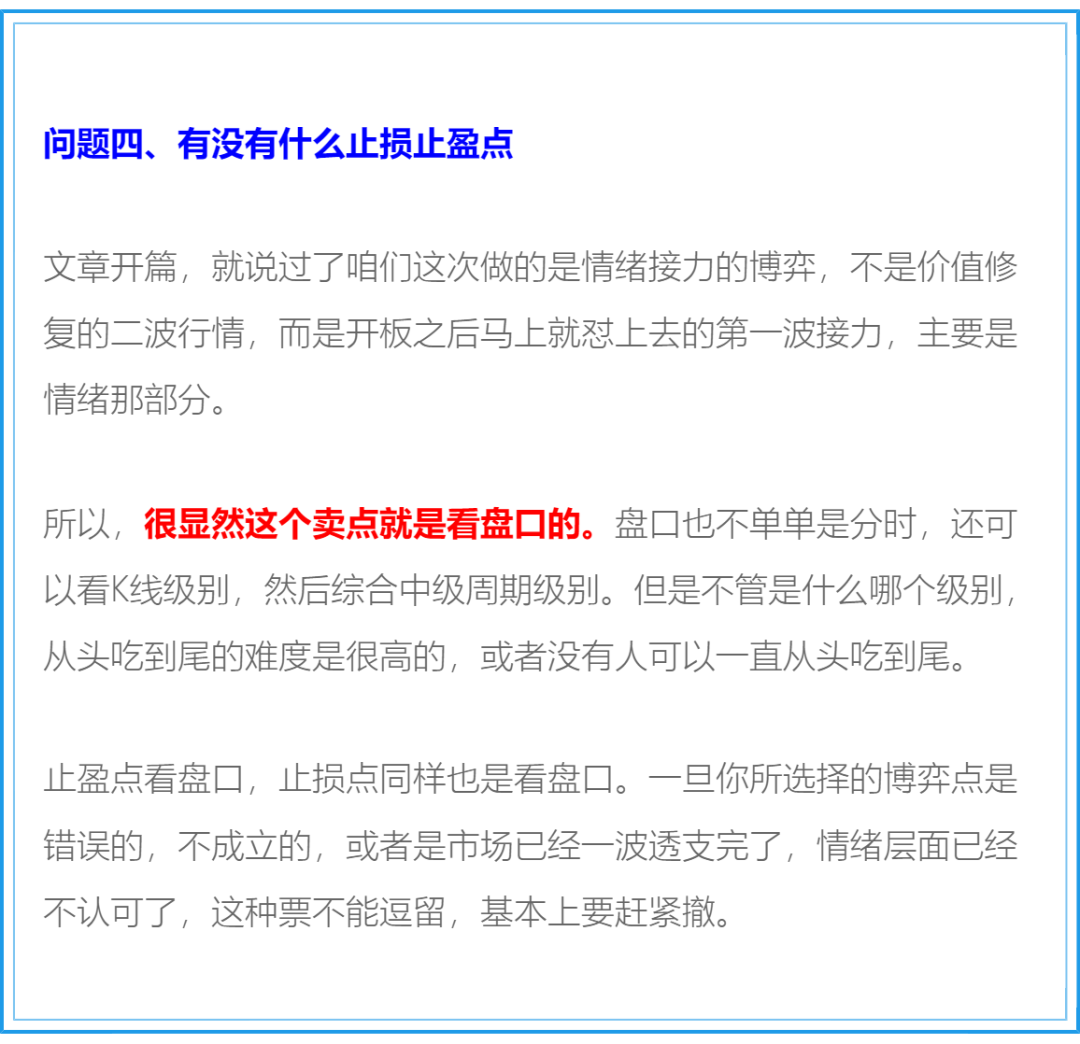 问题四、有没有什么止损止盈点
文章开篇，就说过了咱们这次做的是情绪接力的博弈，不是价值修
复的二波行情，而是开板之后马上就怼上去的第一波接力，主要是
情绪那部分。
所以，很显然这个卖点就是看盘口的。盘口也不单单是分时，还可
以看K线级别，然后综合中级周期级别。但是不管是什么哪个级别，
从头吃到尾的难度是很高的，或者没有人可以一直从头吃到尾。
止盈点看盘口，止损点同样也是看盘口。一旦你所选择的博弈点是
错误的，不成立的，或者是市场已经一波透支完了，情绪层面已经
不认可了，这种票不能逗留，基本上要赶紧撤。